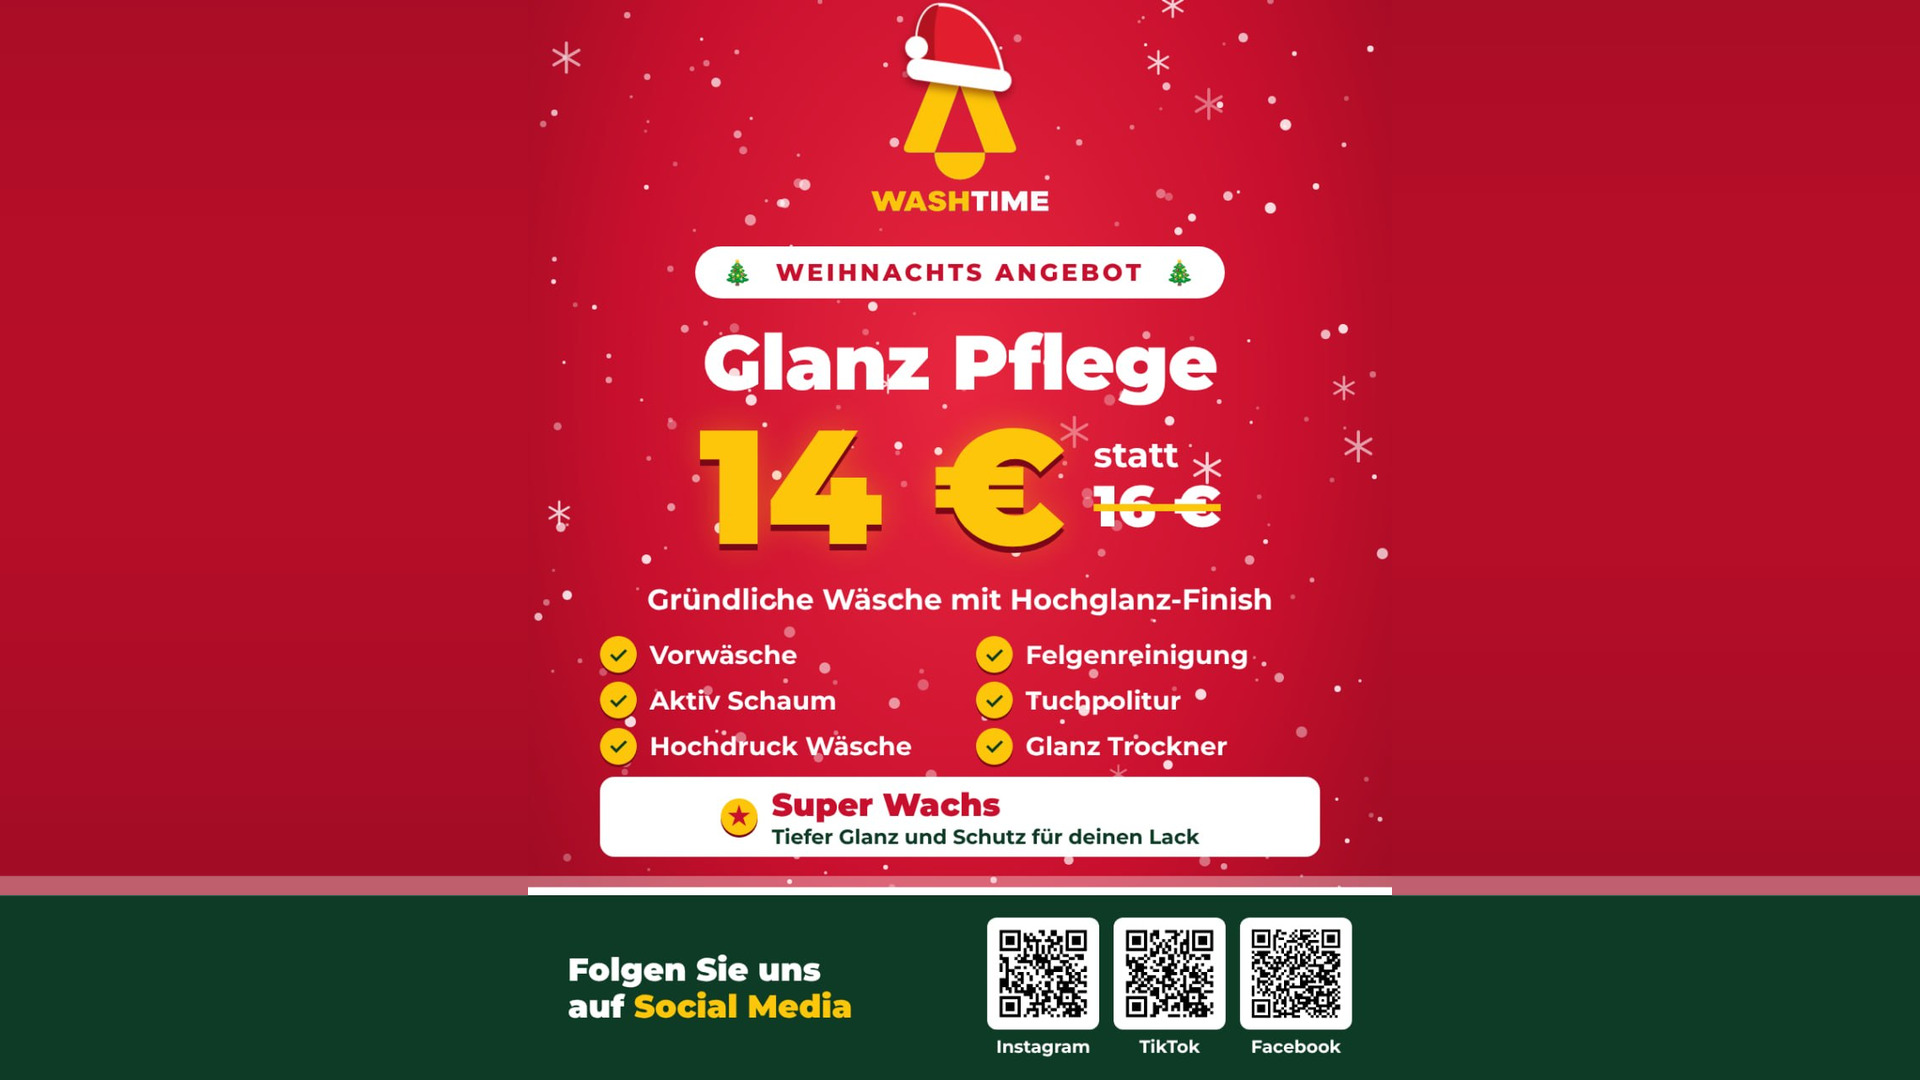 WASHTIME
WEIHNACHTS ANGEBOT
Glanz Pflege
14 €
statt
16 €
Gründliche Wäsche mit Hochglanz-Finish
Vorwäsche
Felgenreinigung
Aktiv Schaum
Tuchpolitur
Hochdruck Wäsche
Glanz Trockner
Super Wachs
Tiefer Glanz und Schutz für deinen Lack
Folgen Sie uns
auf Social Media
Instagram
TikTok
Facebook